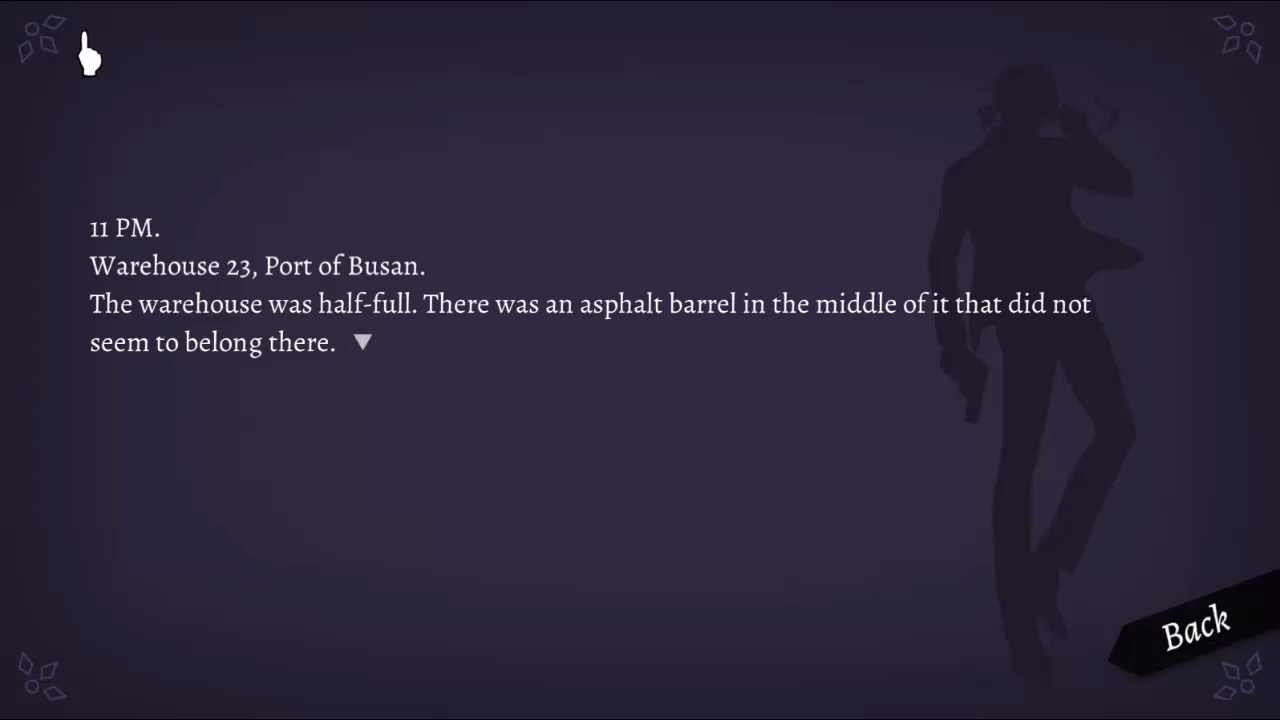 11 PM.
Warehouse 23, Port of Busan.
The warehouse was half-full. There was an asphalt barrel in the middle of it that did not
seem to belong there.
Back